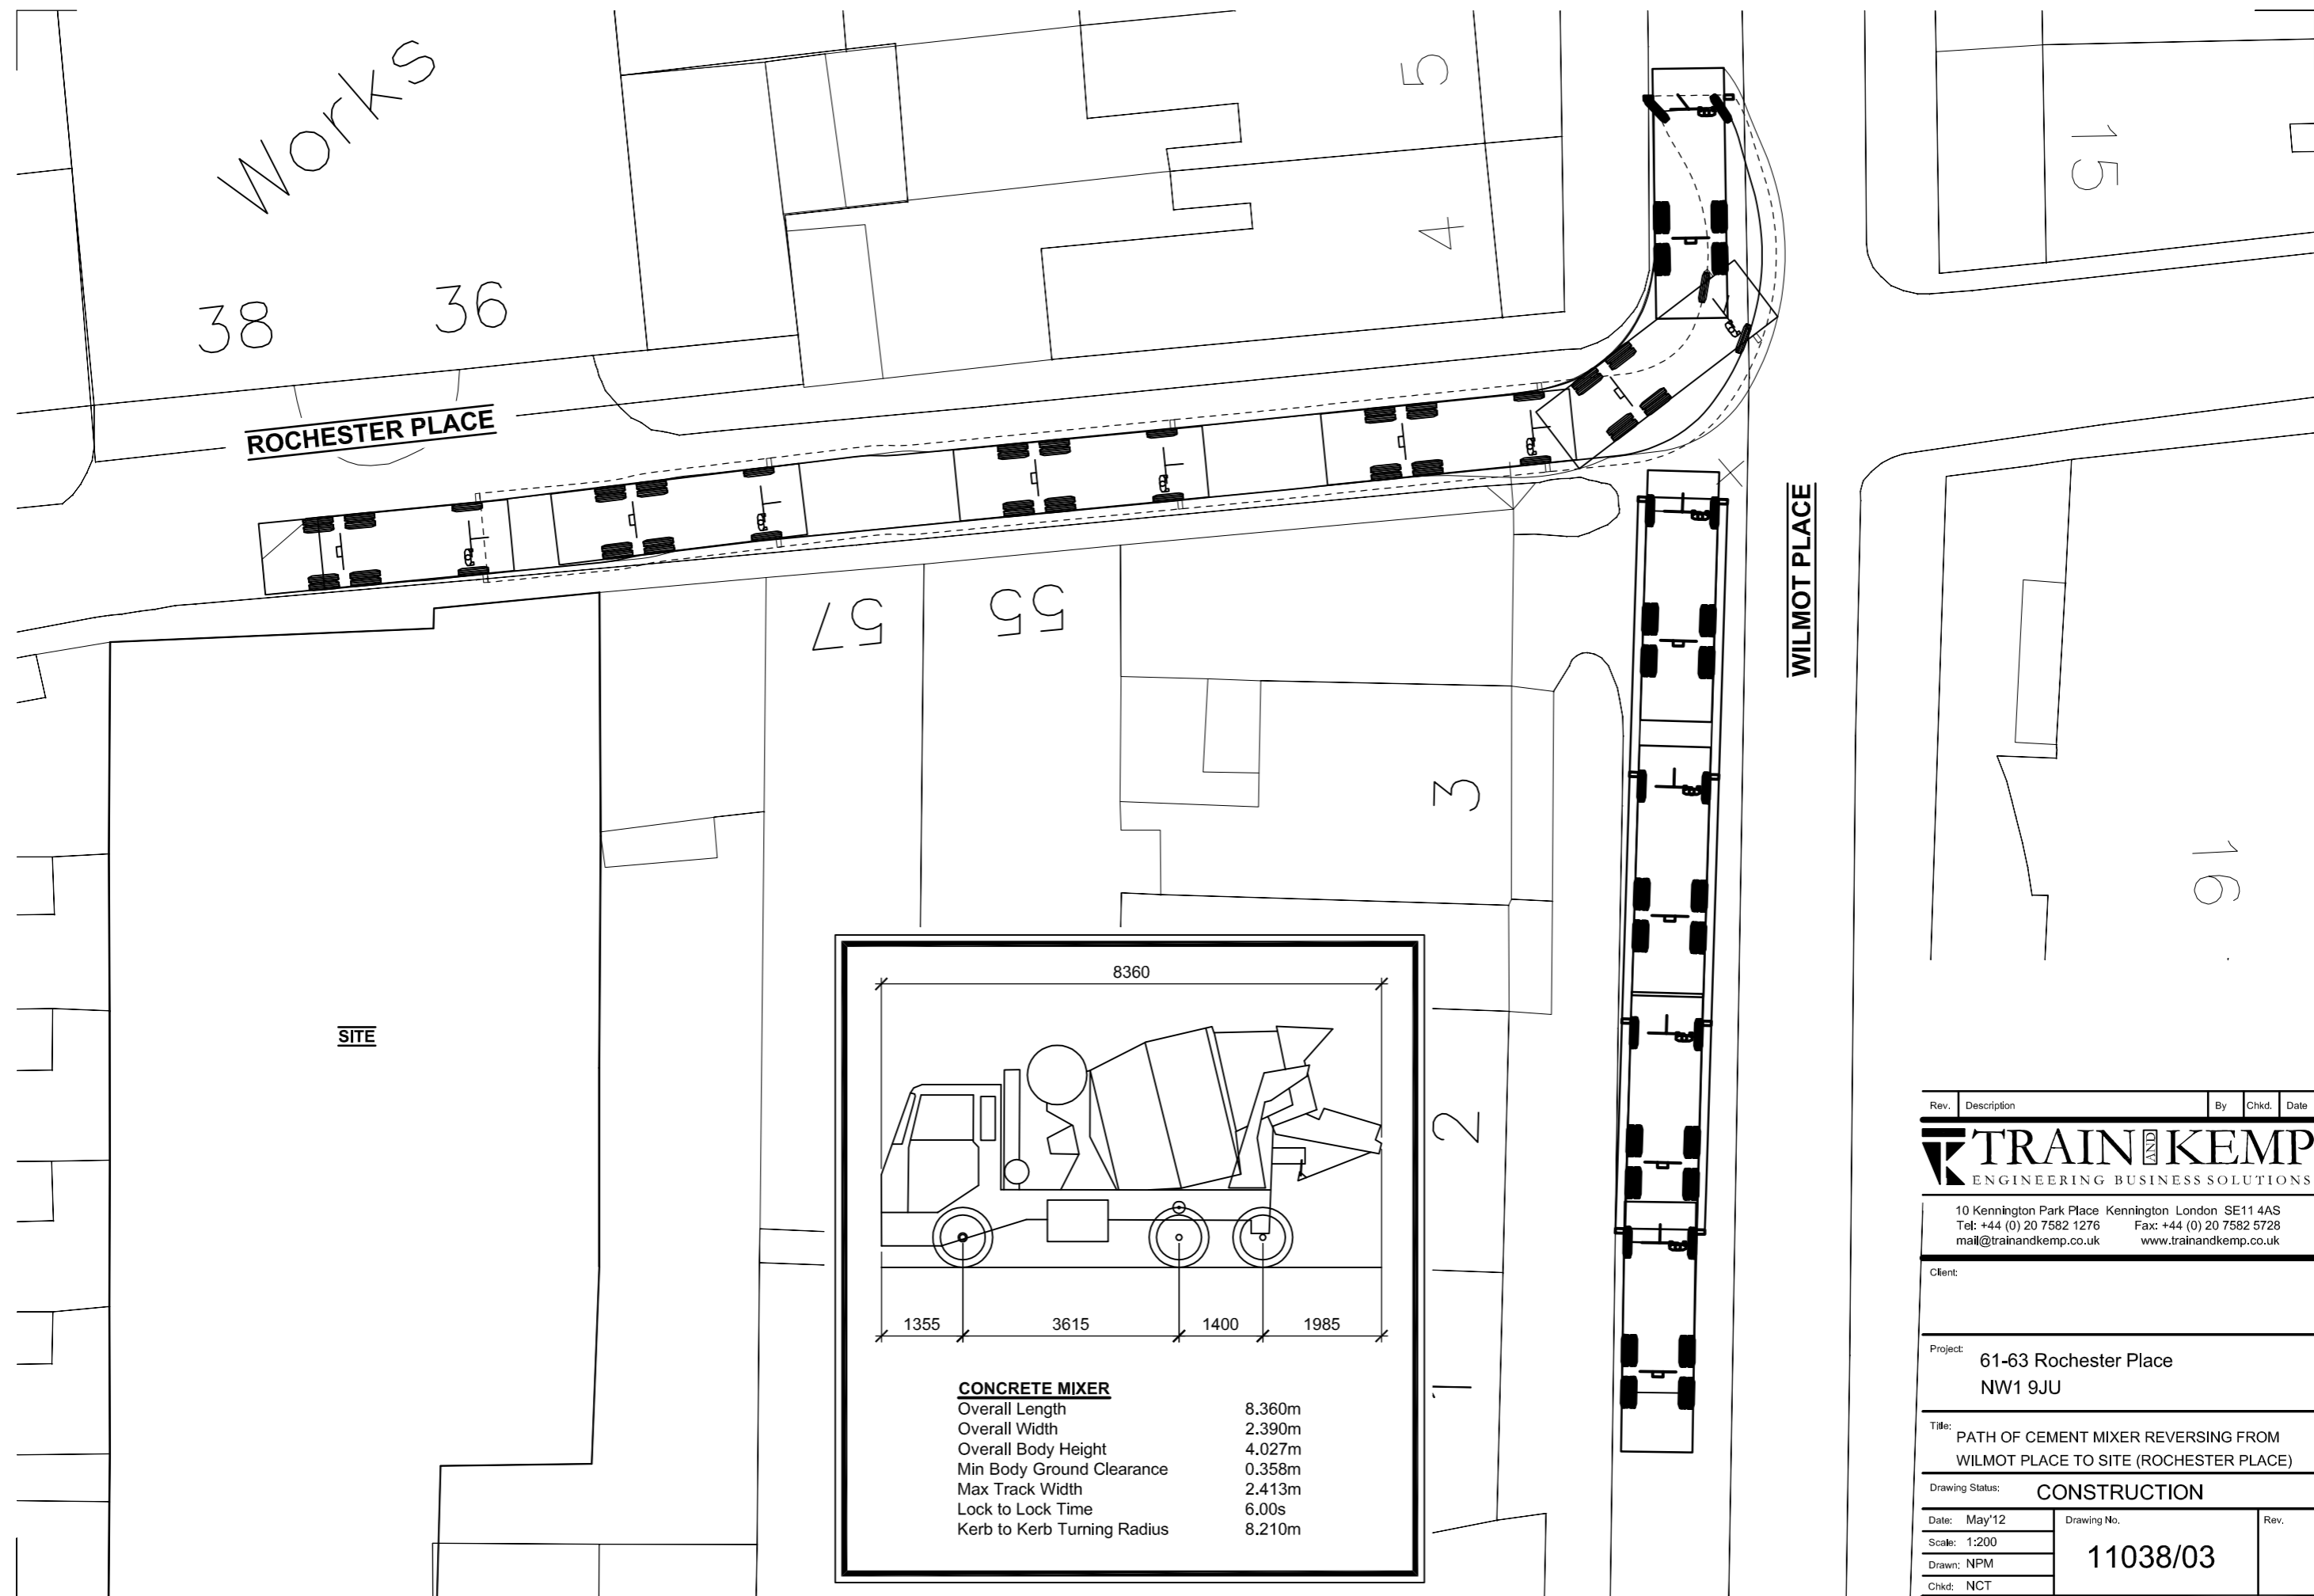 Works
5
15
4
38
36
ROCHESTER PLACE
WILMOT PLACE
57
55
3
16
SITE
2
1
8360
1355 3615 1400 1985
CONCRETE MIXER
Overall Length 8.360m
Overall Width 2.390m
Overall Body Height 4.027m
Min Body Ground Clearance 0.358m
Max Track Width 2.413m
Lock to Lock Time 6.00s
Kerb to Kerb Turning Radius 8.210m
Rev. Description By Chkd. Date
TRAIN AND KEMP
ENGINEERING BUSINESS SOLUTIONS
10 Kennington Park Place Kennington London SE11 4AS
Tel: +44 (0) 20 7582 1276 Fax: +44 (0) 20 7582 5728
mail@trainandkemp.co.uk www.trainandkemp.co.uk
Client:
Project: 61-63 Rochester Place
NW1 9JU
Title: PATH OF CEMENT MIXER REVERSING FROM
WILMOT PLACE TO SITE (ROCHESTER PLACE)
Drawing Status: CONSTRUCTION
Date: May'12
Scale: 1:200
Drawn: NPM
Chkd: NCT
Drawing No. Rev.
11038/03